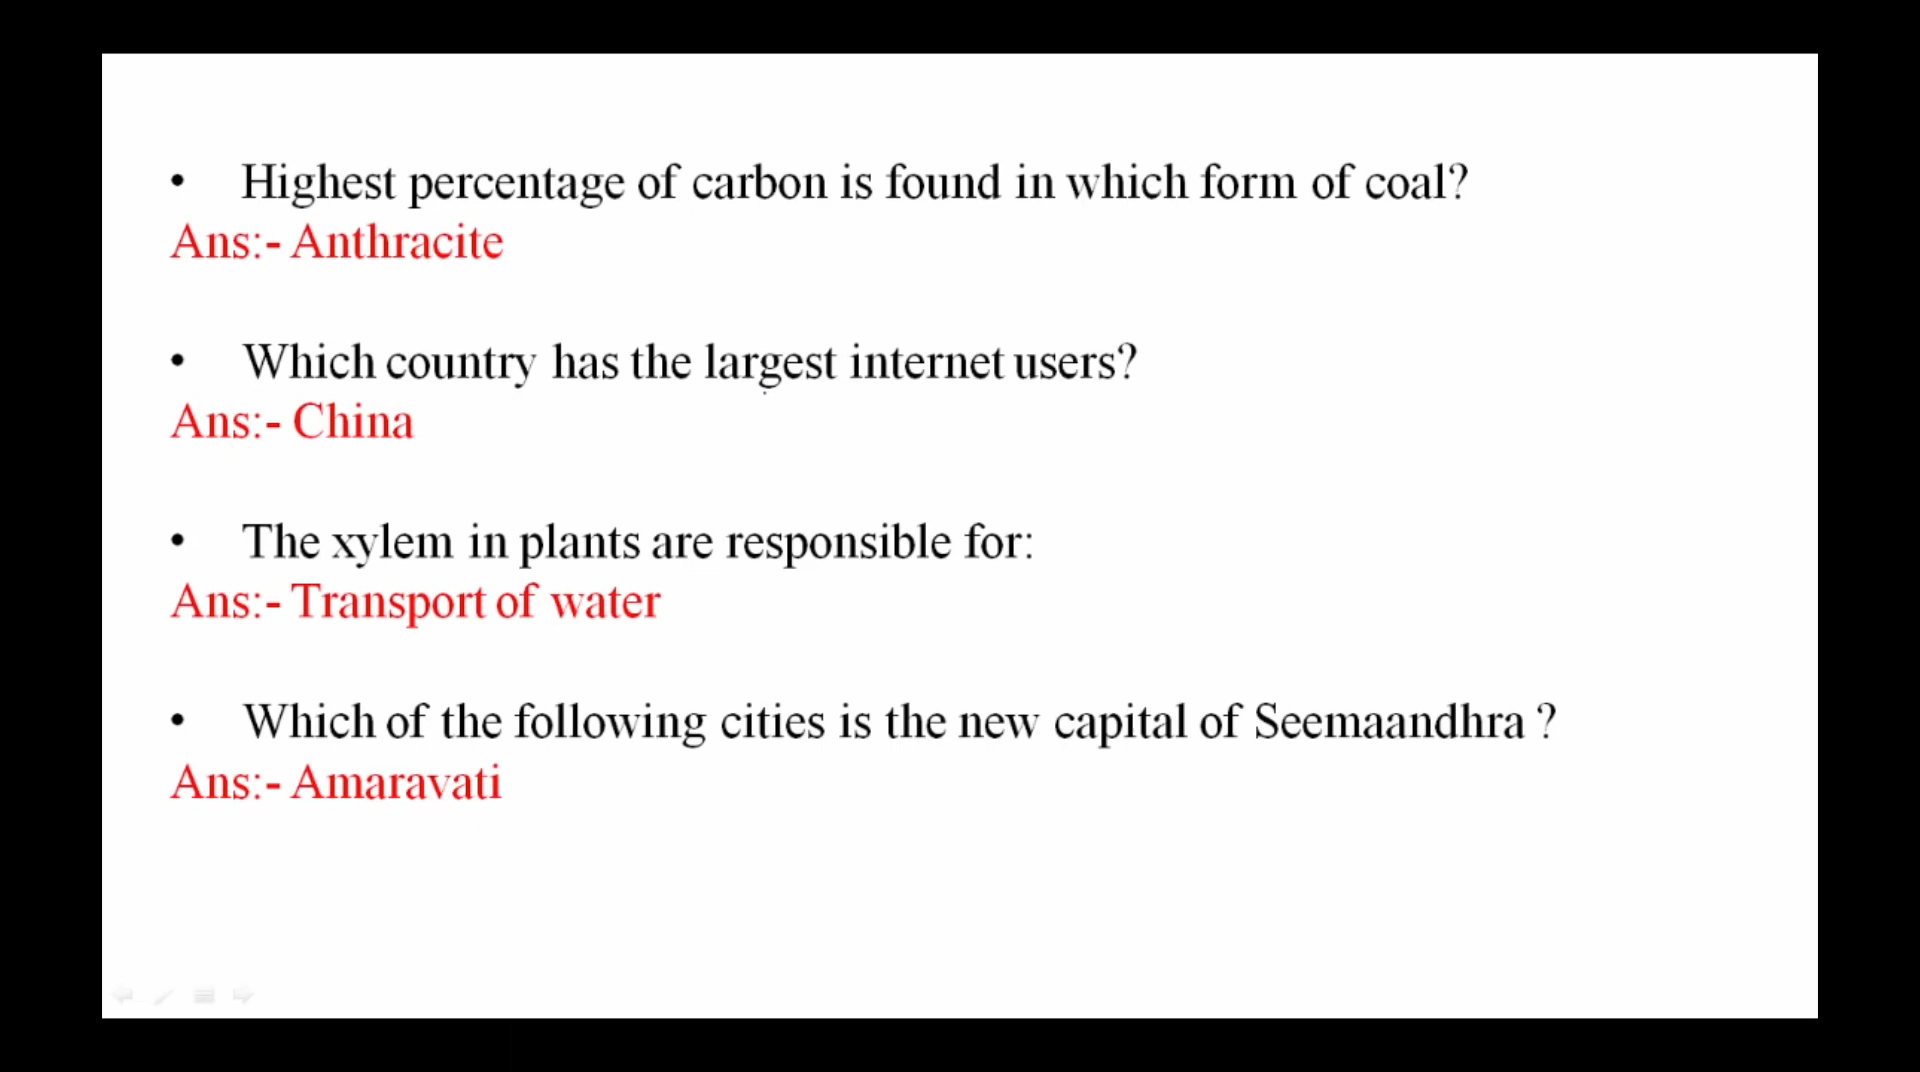 • Highest percentage of carbon is found in which form of coal?
Ans:- Anthracite
• Which country has the largest internet users?
Ans:- China
• The xylem in plants are responsible for:
Ans:- Transport of water
• Which of the following cities is the new capital of Seemaandhra ?
Ans:- Amaravati